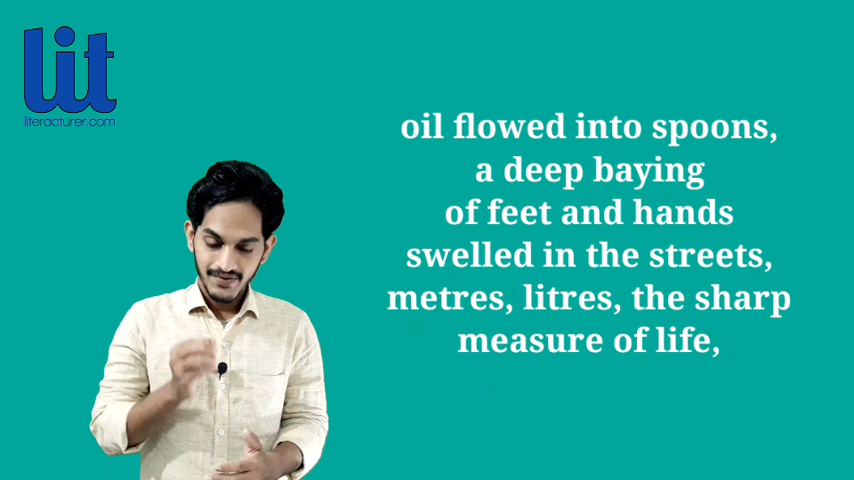 lit
literacturer.com
oil flowed into spoons,
a deep baying
of feet and hands
swelled in the streets,
metres, litres, the sharp
measure of life,